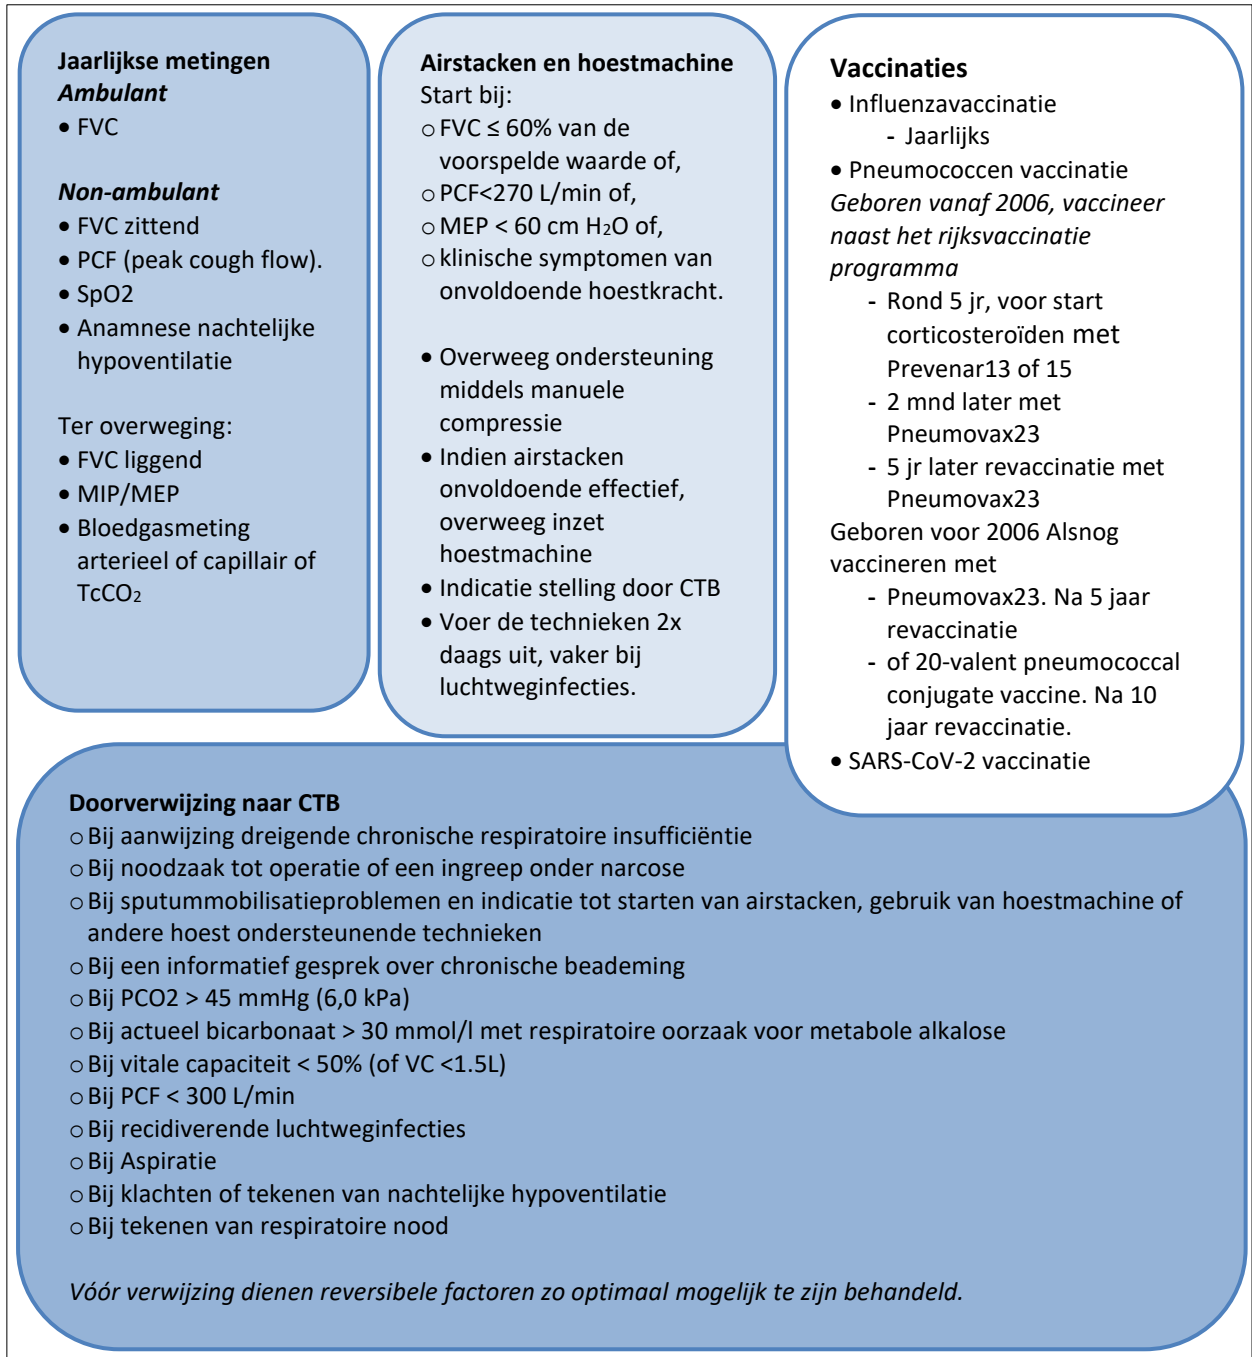 Jaarlijkse metingen
Ambulant
• FVC
Non-ambulant
• FVC zittend
• PCF (peak cough flow).
• SpO2
• Anamnese nachtelijke
hypoventilatie
Ter overweging:
• FVC liggend
• MIP/MEP
• Bloedgasmeting
arterieel of capillair of
TcCO₂
Airstacken en hoestmachine
Start bij:
o FVC ≤ 60% van de
voorspelde waarde of,
o PCF<270 L/min of,
o MEP < 60 cm H₂O of,
o klinische symptomen van
onvoldoende hoestkracht.
• Overweeg ondersteuning
middels manuele
compressie
• Indien airstacken
onvoldoende effectief,
overweeg inzet
hoestmachine
• Indicatie stelling door CTB
• Voer de technieken 2x
daags uit, vaker bij
luchtweginfecties.
Vaccinaties
• Influenzavaccinatie
- Jaarlijks
• Pneumococcen vaccinatie
Geboren vanaf 2006, vaccineer
naast het rijksvaccinatie
programma
- Rond 5 jr, voor start
corticosteroïden met
Prevenar13 of 15
- 2 mnd later met
Pneumovax23
- 5 jr later revaccinatie met
Pneumovax23
Geboren voor 2006 Alsnog
vaccineren met
- Pneumovax23. Na 5 jaar
revaccinatie
- of 20-valent pneumococcal
conjugate vaccine. Na 10
jaar revaccinatie.
• SARS-CoV-2 vaccinatie
Doorverwijzing naar CTB
o Bij aanwijzing dreigende chronische respiratoire insufficiëntie
o Bij noodzaak tot operatie of een ingreep onder narcose
o Bij sputummobilisatieproblemen en indicatie tot starten van airstacken, gebruik van hoestmachine of
andere hoest ondersteunende technieken
o Bij een informatief gesprek over chronische beademing
o Bij PCO2 > 45 mmHg (6,0 kPa)
o Bij actueel bicarbonaat > 30 mmol/l met respiratoire oorzaak voor metabole alkalose
o Bij vitale capaciteit < 50% (of VC <1.5L)
o Bij PCF < 300 L/min
o Bij recidiverende luchtweginfecties
o Bij Aspiratie
o Bij klachten of tekenen van nachtelijke hypoventilatie
o Bij tekenen van respiratoire nood
Vóór verwijzing dienen reversibele factoren zo optimaal mogelijk te zijn behandeld.